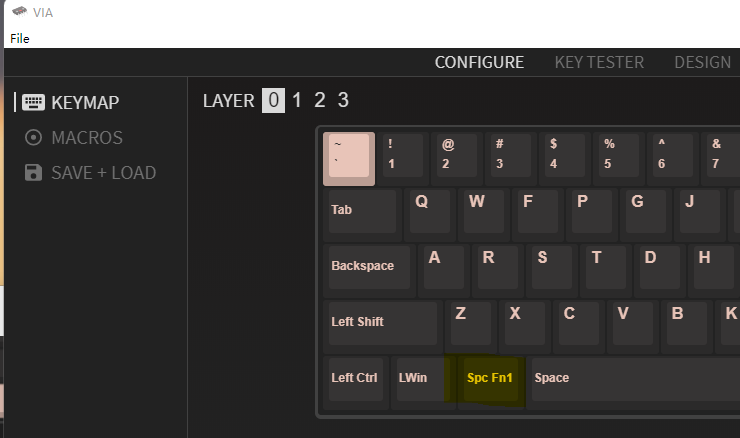 VIA
File
CONFIGURE KEY TESTER DESIGN
KEYMAP
MACROS
SAVE + LOAD
LAYER 0 1 2 3
~ ! @ # $ % ^ &
` 1 2 3 4 5 6 7
Tab Q W F P G J
Backspace A R S T D H
Left Shift Z X C V B K
Left Ctrl LWin Spc Fn1 Space